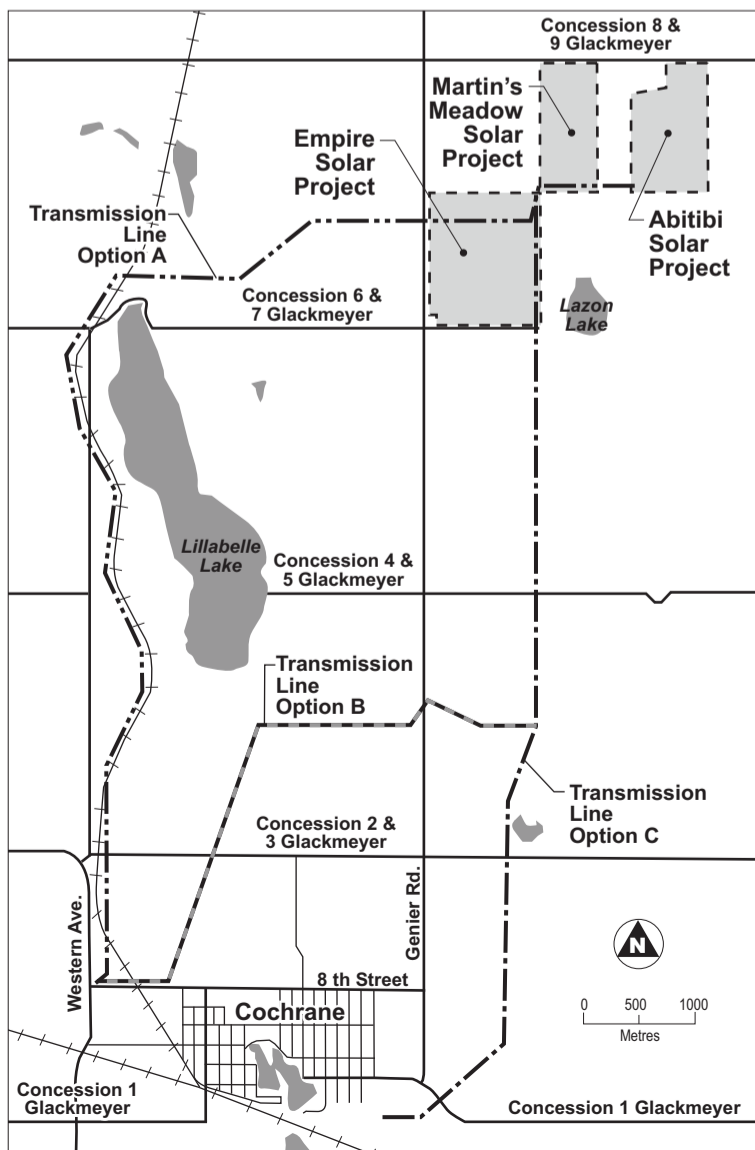 Concession 8 &
9 Glackmeyer
Martin's
Meadow
Solar
Project
Empire
Solar
Project
Abitibi
Solar
Project
Transmission
Line
Option A
Concession 6 &
7 Glackmeyer
Lazon
Lake
Lillabelle
Lake
Concession 4 &
5 Glackmeyer
Transmission
Line
Option B
Transmission
Line
Option C
Concession 2 &
3 Glackmeyer
Western Ave.
Genier Rd.
N
8 th Street
0 500 1000
Metres
Cochrane
Concession 1
Glackmeyer
Concession 1 Glackmeyer